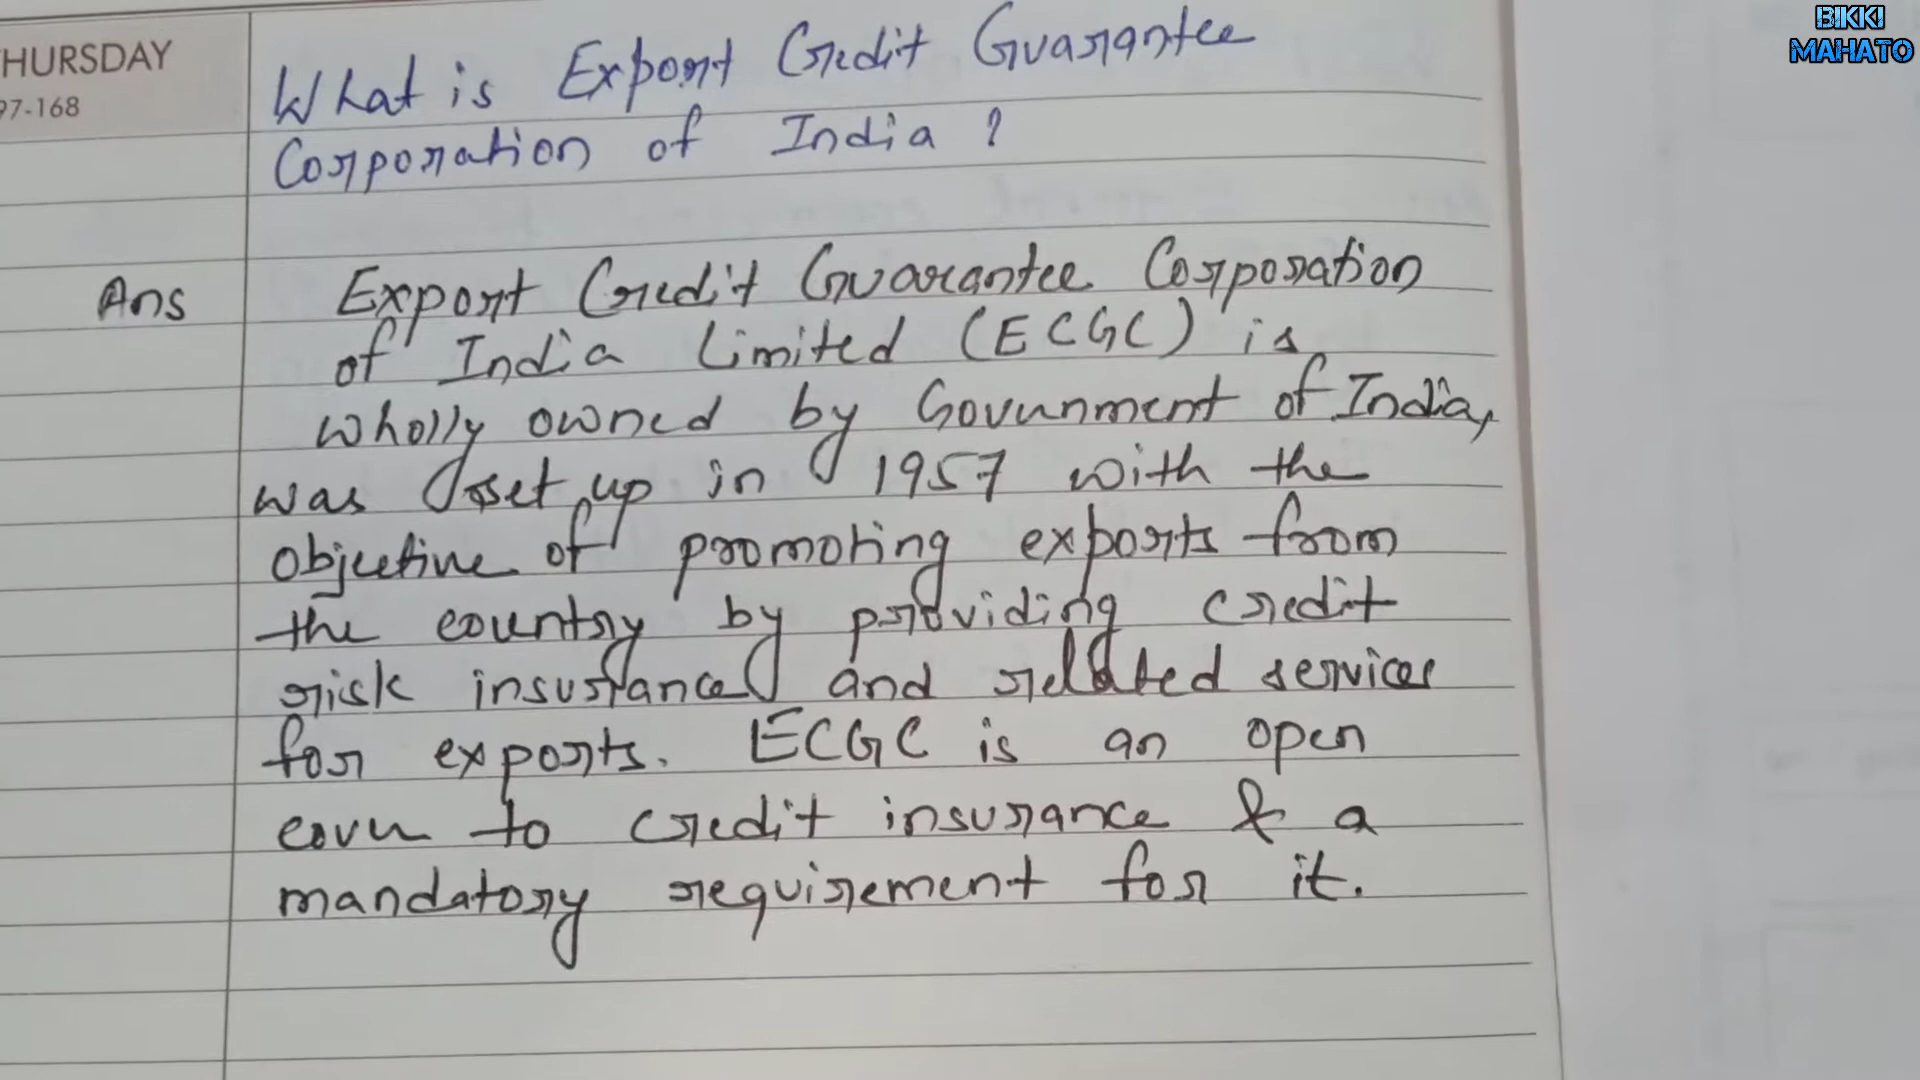 BIKKI
MAHATO
THURSDAY
97-168
What is Export Credit Guarantee
Corporation of India ?
Ans Export Credit Guarantee Corporation
of India Limited (ECGC) is
wholly owned by Government of India,
was set up in 1957 with the
objective of promoting exports from
the country by providing credit
risk insurance and related services
for exports. ECGC is an open
cover to credit insurance & a
mandatory requirement for it.